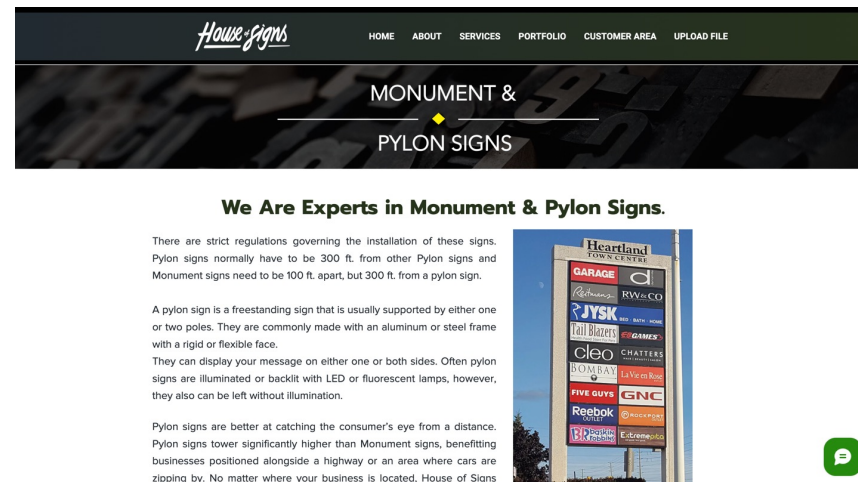 House of Signs
HOME ABOUT SERVICES PORTFOLIO CUSTOMER AREA UPLOAD FILE
MONUMENT &
PYLON SIGNS
We Are Experts in Monument & Pylon Signs.
There are strict regulations governing the installation of these signs.
Pylon signs normally have to be 300 ft. from other Pylon signs and
Monument signs need to be 100 ft. apart, but 300 ft. from a pylon sign.
A pylon sign is a freestanding sign that is usually supported by either one
or two poles. They are commonly made with an aluminum or steel frame
with a rigid or flexible face.
They can display your message on either one or both sides. Often pylon
signs are illuminated or backlit with LED or fluorescent lamps, however,
they also can be left without illumination.
Pylon signs are better at catching the consumer's eye from a distance.
Pylon signs tower significantly higher than Monument signs, benefitting
businesses positioned alongside a highway or an area where cars are
zipping by. No matter where your business is located, House of Signs
Heartland
TOWN CENTRE
GARAGE d
Reitmans RW&CO
JYSK BED · BATH · HOME
Tail Blazers EB GAMES
cleo CHATTERS
BOMBAY La Vie en Rose
FIVE GUYS GNC
Reebok ROCKPORT
OUTLET
BR baskin robbins Extremepita